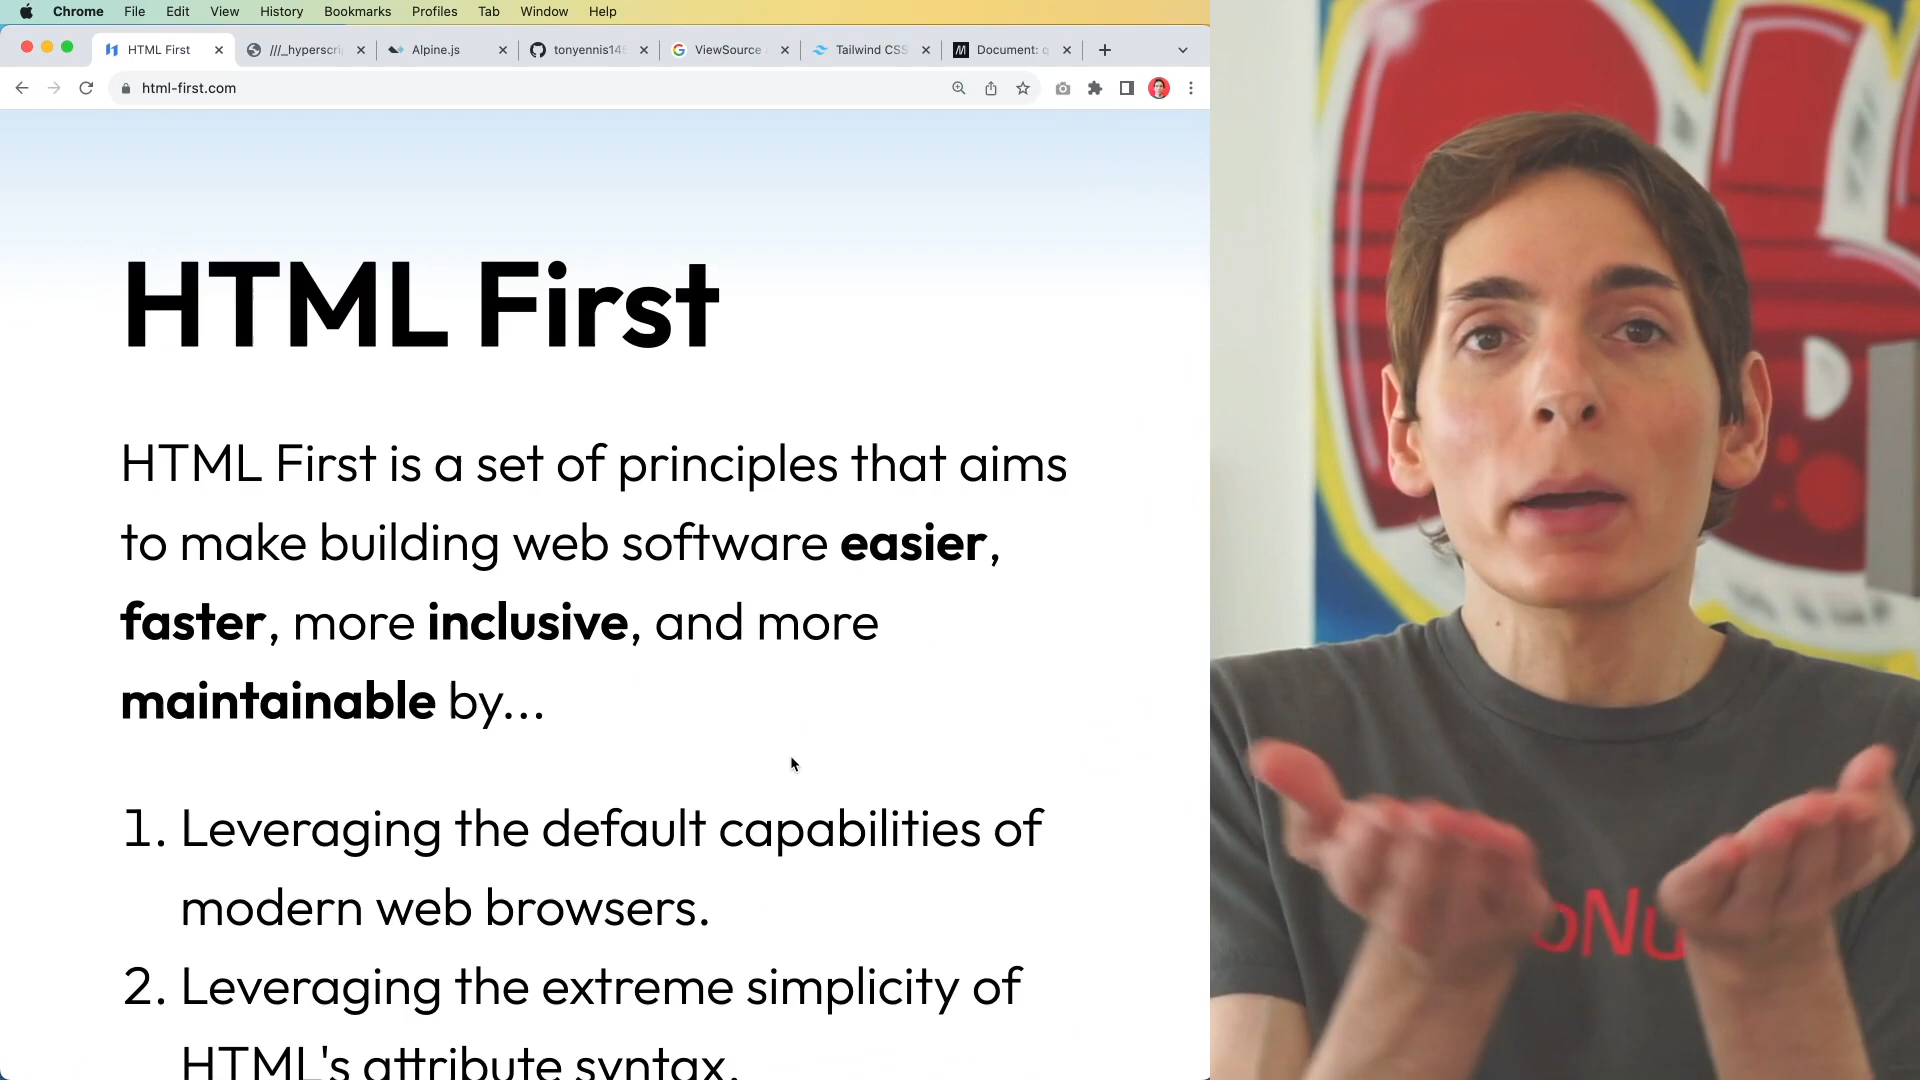 Chrome File Edit View History Bookmarks Profiles Tab Window Help
HTML First
///_hyperscri
Alpine.js
tonyennis145
ViewSource
Tailwind CSS
Document:
html-first.com
HTML First
HTML First is a set of principles that aims
to make building web software easier,
faster, more inclusive, and more
maintainable by...
1. Leveraging the default capabilities of
modern web browsers.
2. Leveraging the extreme simplicity of
HTML's attribute syntax.